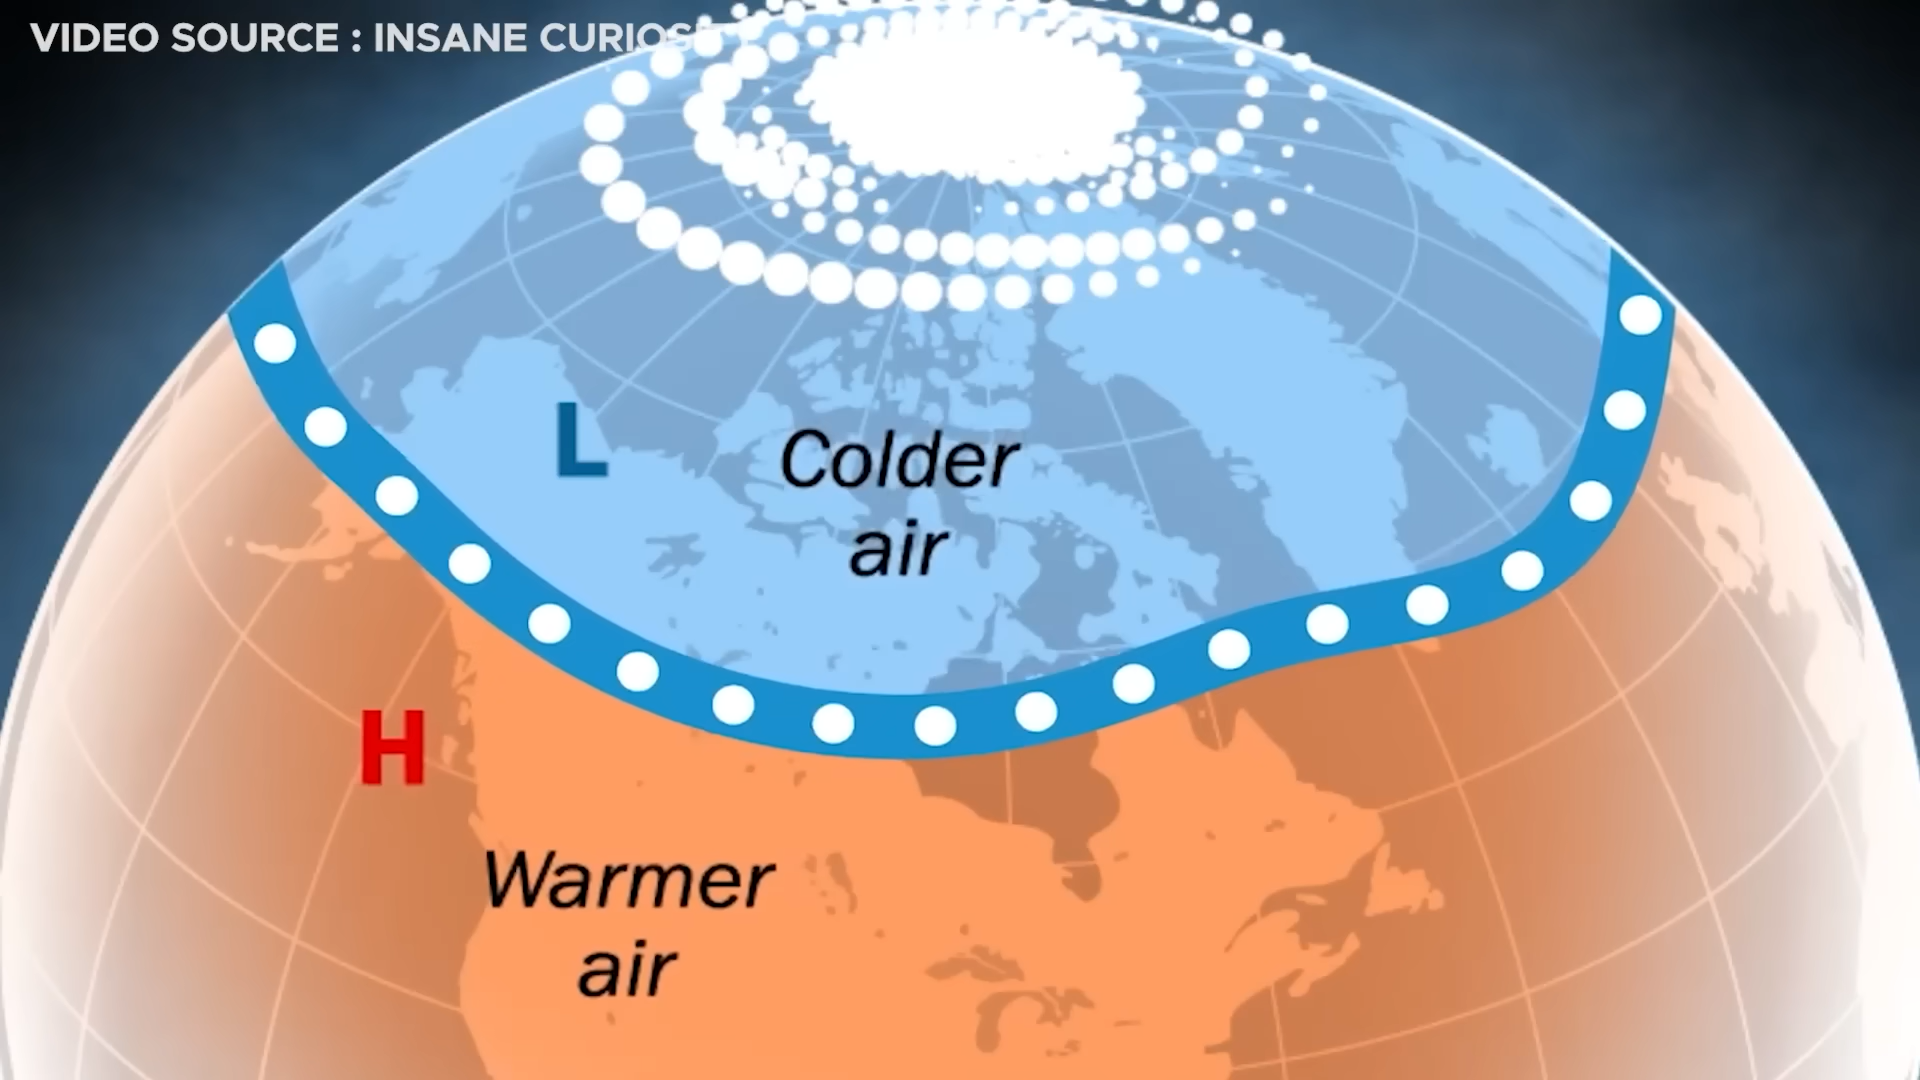 VIDEO SOURCE : INSANE
L
Colder
air
H
Warmer
air